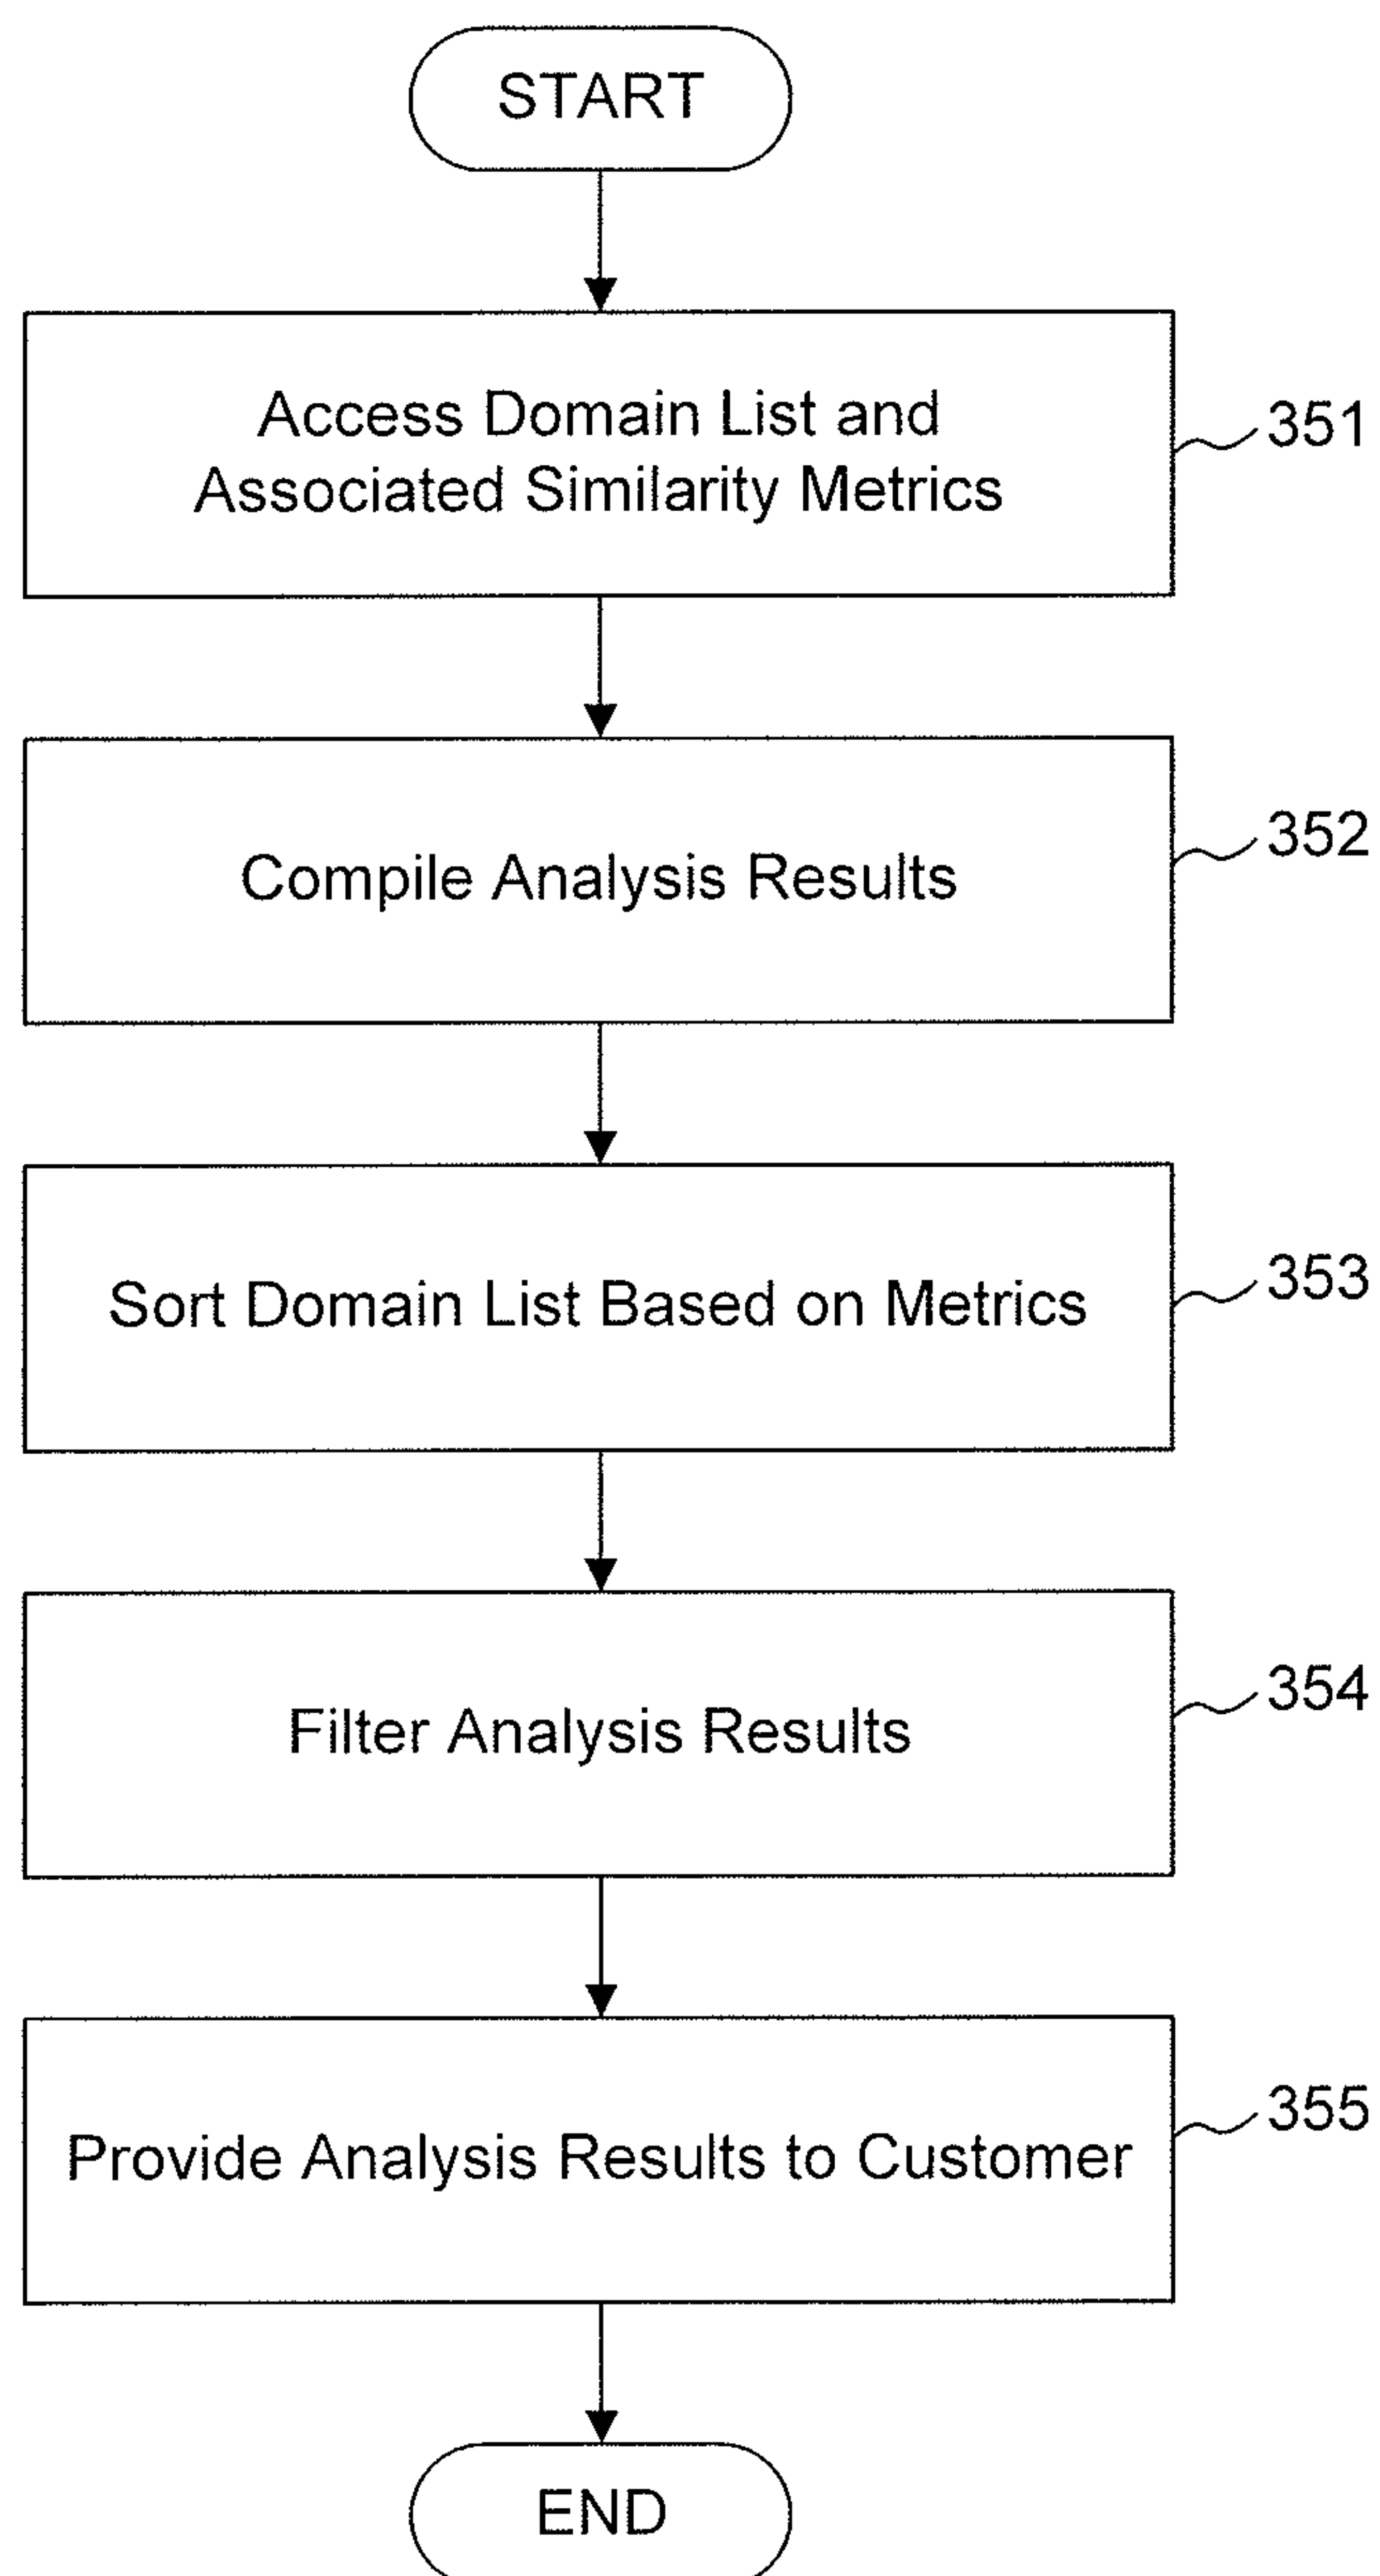 START
Access Domain List and
Associated Similarity Metrics
351
Compile Analysis Results
352
Sort Domain List Based on Metrics
353
Filter Analysis Results
354
Provide Analysis Results to Customer
355
END